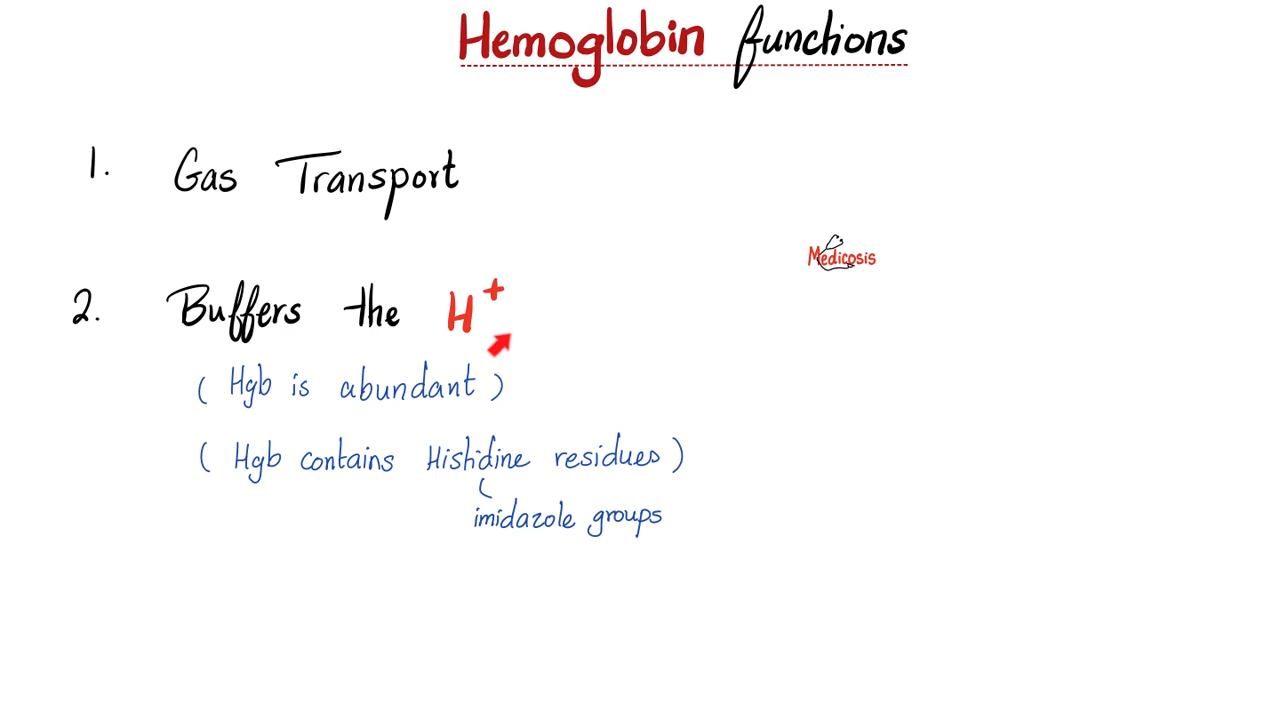 Hemoglobin functions
1. Gas Transport
Medicosis
2. Buffers the H+
( Hgb is abundant )
( Hgb contains Histidine residues )
imidazole groups